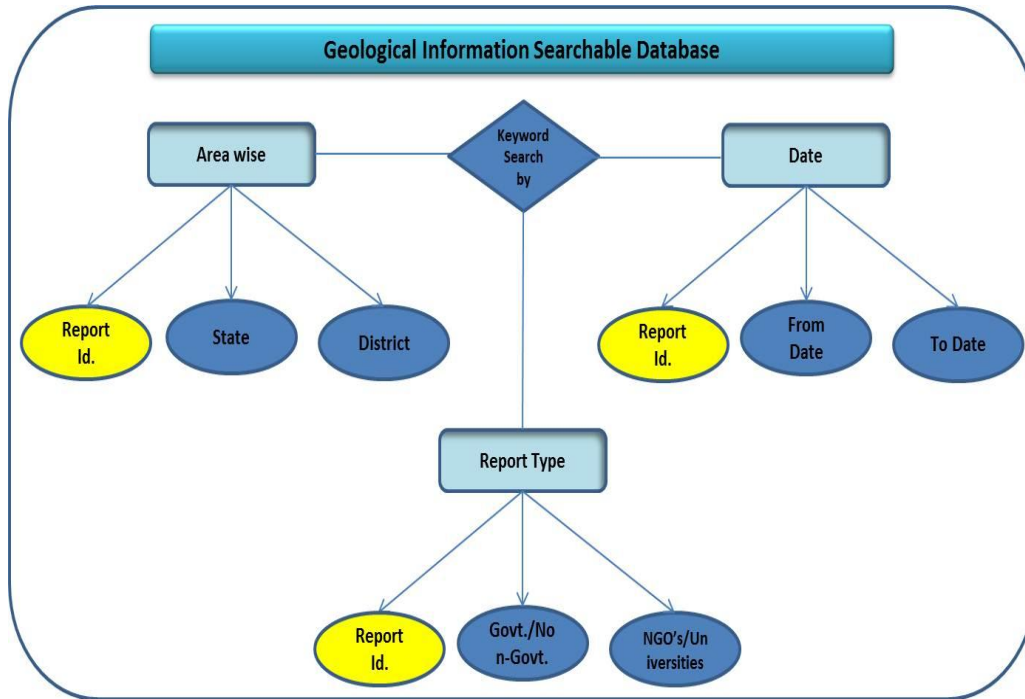 Geological Information Searchable Database
Keyword
Search
by
Area wise
Date
Report
Id.
State
District
Report
Id.
From
Date
To Date
Report Type
Report
Id.
Govt./No
n-Govt.
NGO's/Un
iversities